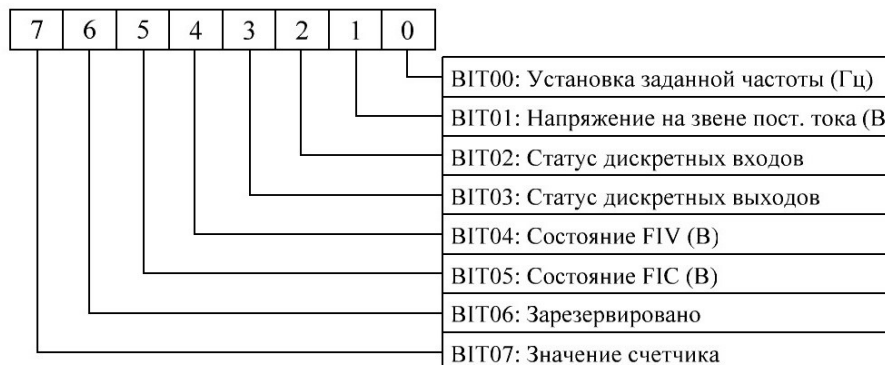 7 6 5 4 3 2 1 0
BIT00: Установка заданной частоты (Гц)
BIT01: Напряжение на звене пост. тока (В
BIT02: Статус дискретных входов
BIT03: Статус дискретных выходов
BIT04: Состояние FIV (В)
BIT05: Состояние FIC (В)
BIT06: Зарезервировано
BIT07: Значение счетчика